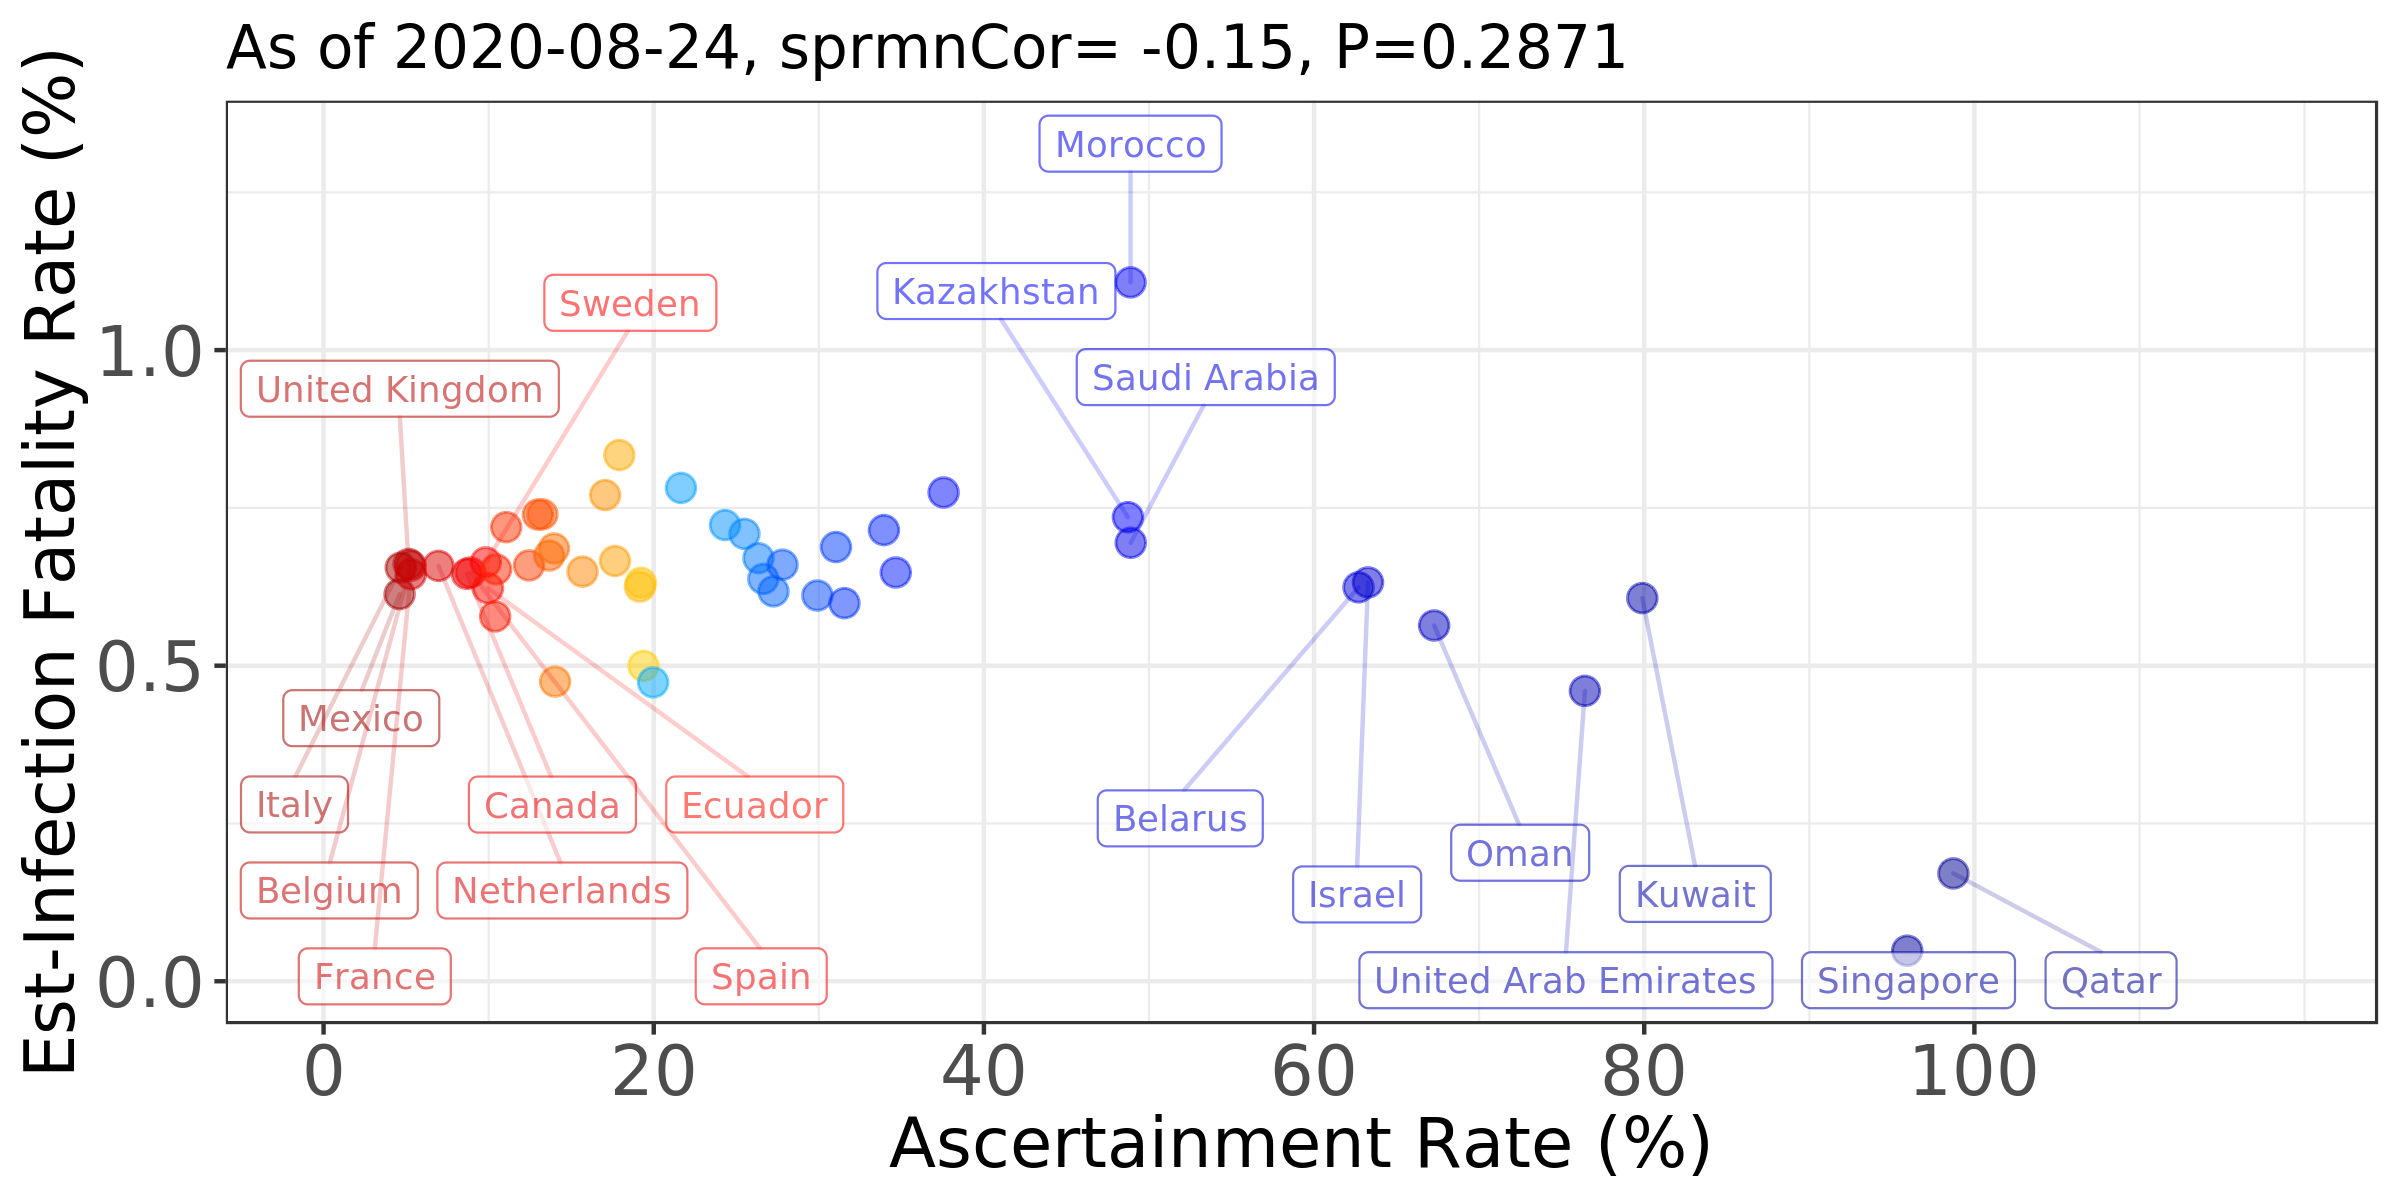 As of 2020-08-24, sprmnCor= -0.15, P=0.2871
Est-Infection Fatality Rate (%)
Morocco
Kazakhstan
Sweden
1.0
Saudi Arabia
United Kingdom
0.5
Mexico
Italy
Canada
Ecuador
Belarus
Oman
Belgium
Netherlands
Israel
Kuwait
France
Spain
United Arab Emirates
Singapore
Qatar
0.0
0
20
40
60
80
100
Ascertainment Rate (%)